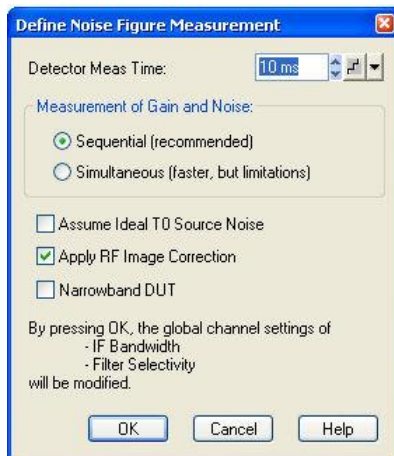 Define Noise Figure Measurement
Detector Meas Time: 10 ms
Measurement of Gain and Noise:
Sequential (recommended)
Simultaneous (faster, but limitations)
Assume Ideal T0 Source Noise
Apply RF Image Correction
Narrowband DUT
By pressing OK, the global channel settings of
- IF Bandwidth
- Filter Selectivity
will be modified.
OK Cancel Help